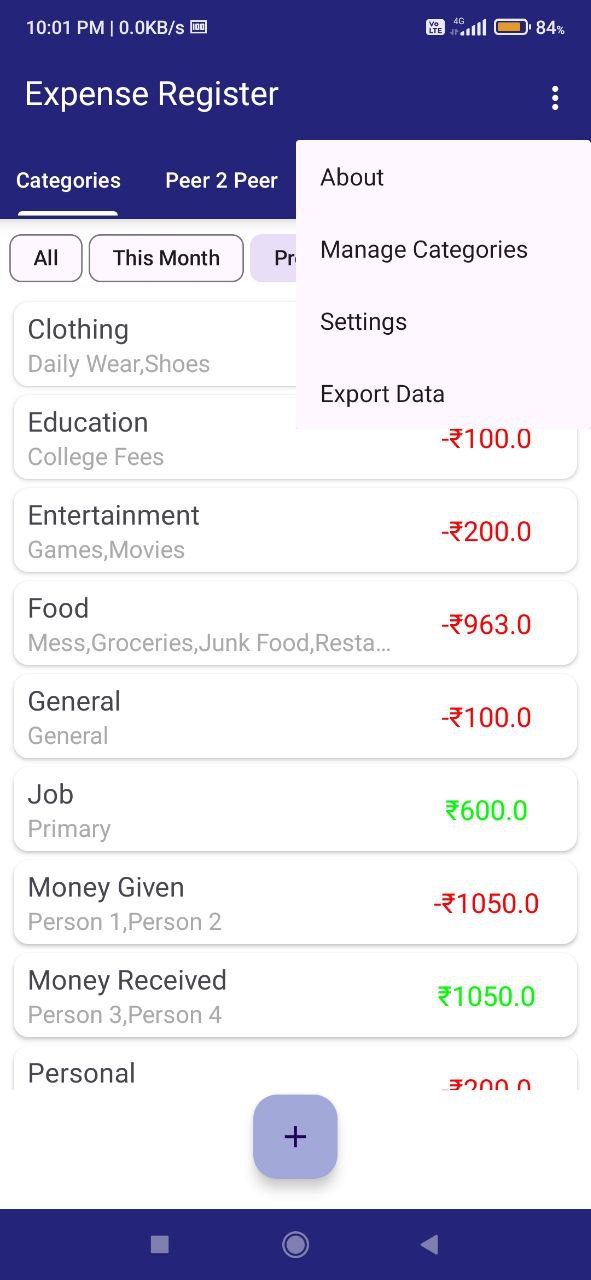 10:01 PM | 0.0KB/s
Vo LTE 4G 84%
Expense Register
Categories Peer 2 Peer
About
Manage Categories
Settings
Export Data
All This Month
Clothing
Daily Wear,Shoes
Education
College Fees
-₹100.0
Entertainment
Games,Movies
-₹200.0
Food
Mess,Groceries,Junk Food,Resta...
-₹963.0
General
General
-₹100.0
Job
Primary
₹600.0
Money Given
Person 1,Person 2
-₹1050.0
Money Received
Person 3,Person 4
₹1050.0
Personal
-₹200.0
+